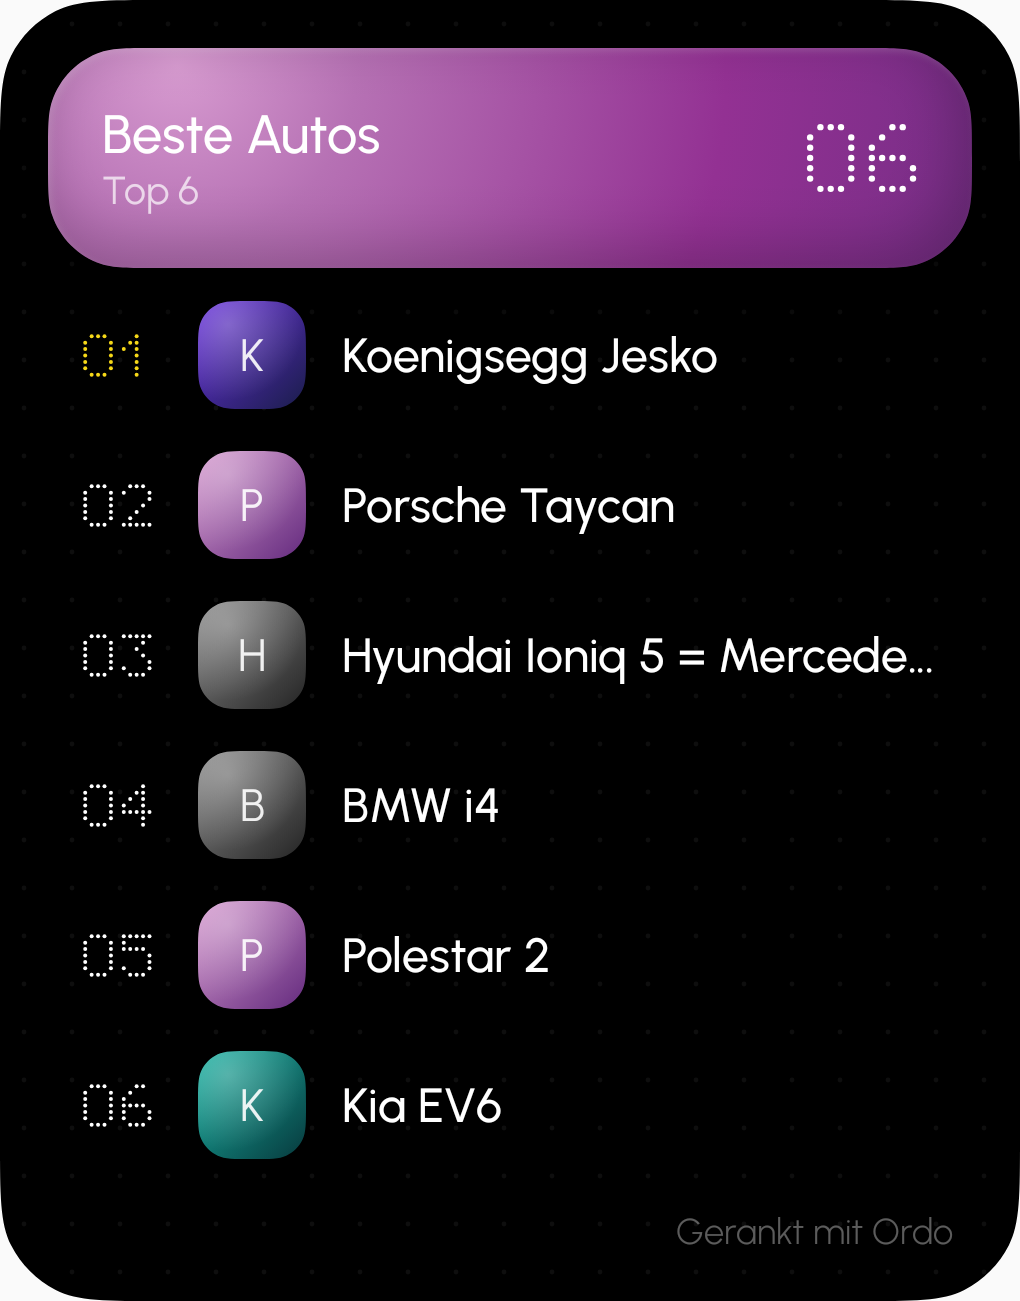 Beste Autos
Top 6
06
01 K Koenigsegg Jesko
02 P Porsche Taycan
03 H Hyundai Ioniq 5 = Mercede...
04 B BMW i4
05 P Polestar 2
06 K Kia EV6
Gerankt mit Ordo